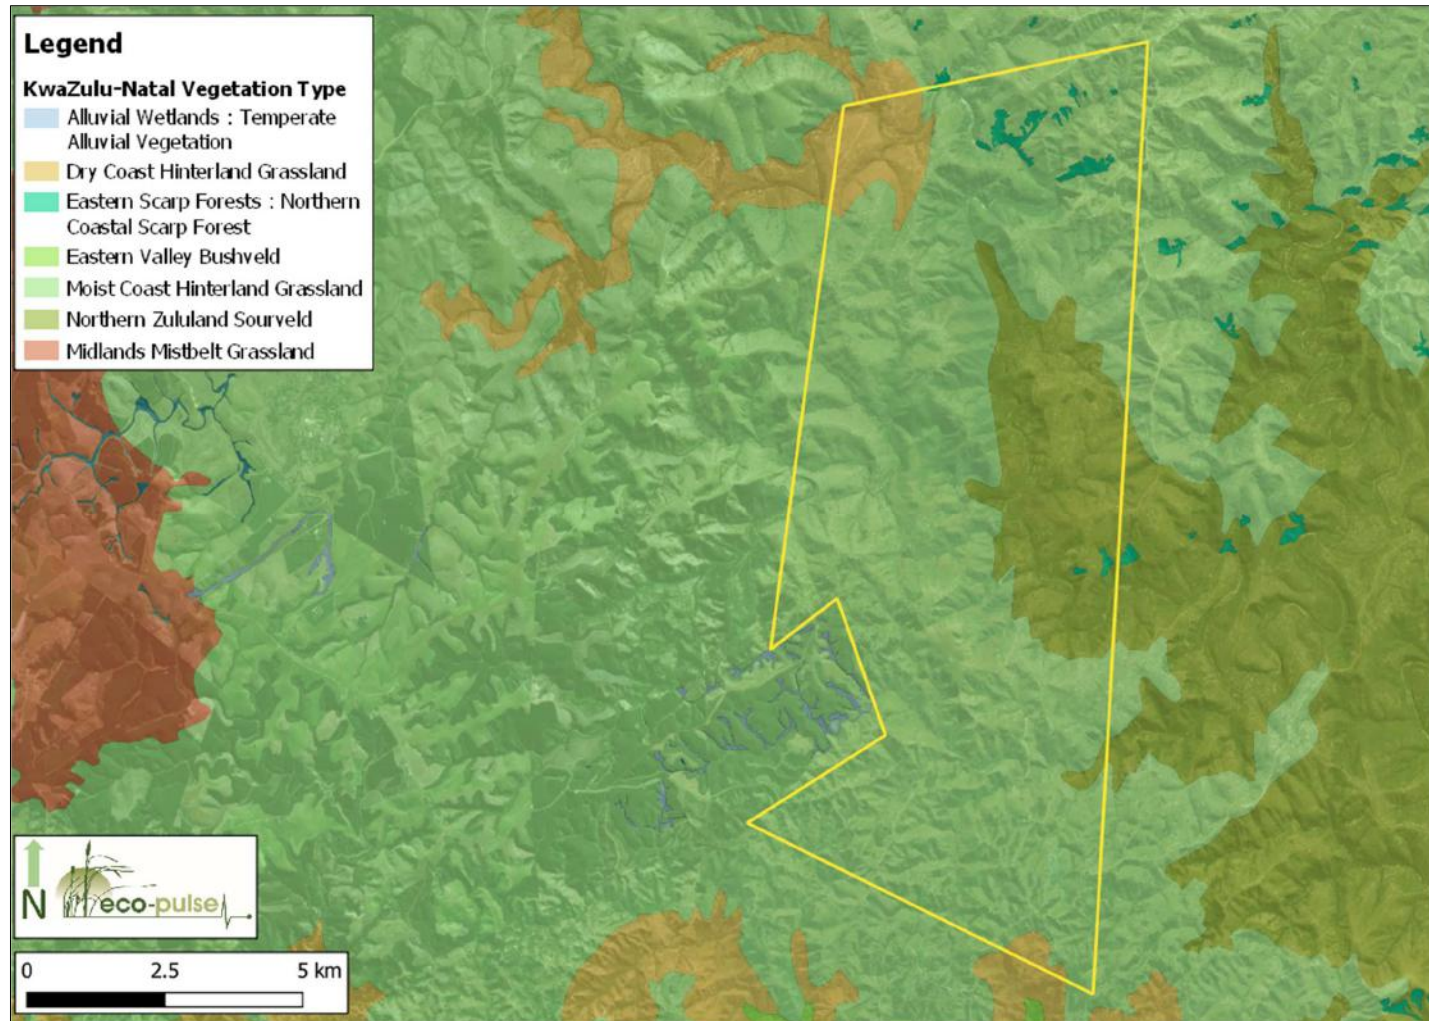 Legend
KwaZulu-Natal Vegetation Type
Alluvial Wetlands : Temperate
Alluvial Vegetation
Dry Coast Hinterland Grassland
Eastern Scarp Forests : Northern
Coastal Scarp Forest
Eastern Valley Bushveld
Moist Coast Hinterland Grassland
Northern Zululand Sourveld
Midlands Mistbelt Grassland
N
eco-pulse
0 2.5 5 km